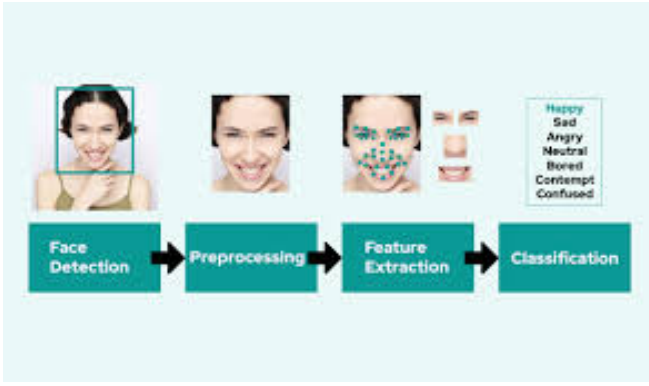 Happy
Sad
Angry
Neutral
Bored
Contempt
Confused
Face
Detection
Preprocessing
Feature
Extraction
Classification